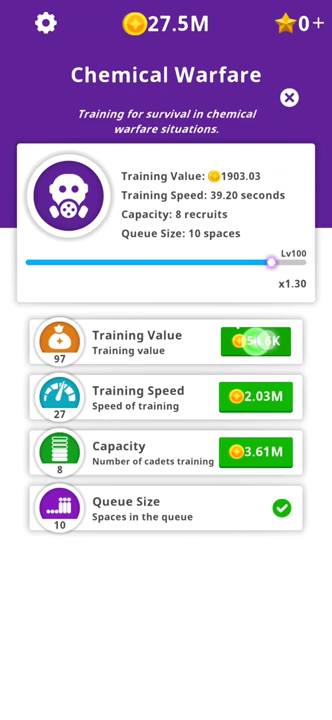 27.5M
0+
Chemical Warfare
Training for survival in chemical
warfare situations.
Training Value: 1903.03
Training Speed: 39.20 seconds
Capacity: 8 recruits
Queue Size: 10 spaces
Lv100
x1.30
Training Value
Training value
97
Training Speed
Speed of training
27
2.03M
Capacity
Number of cadets training
8
3.61M
Queue Size
Spaces in the queue
10